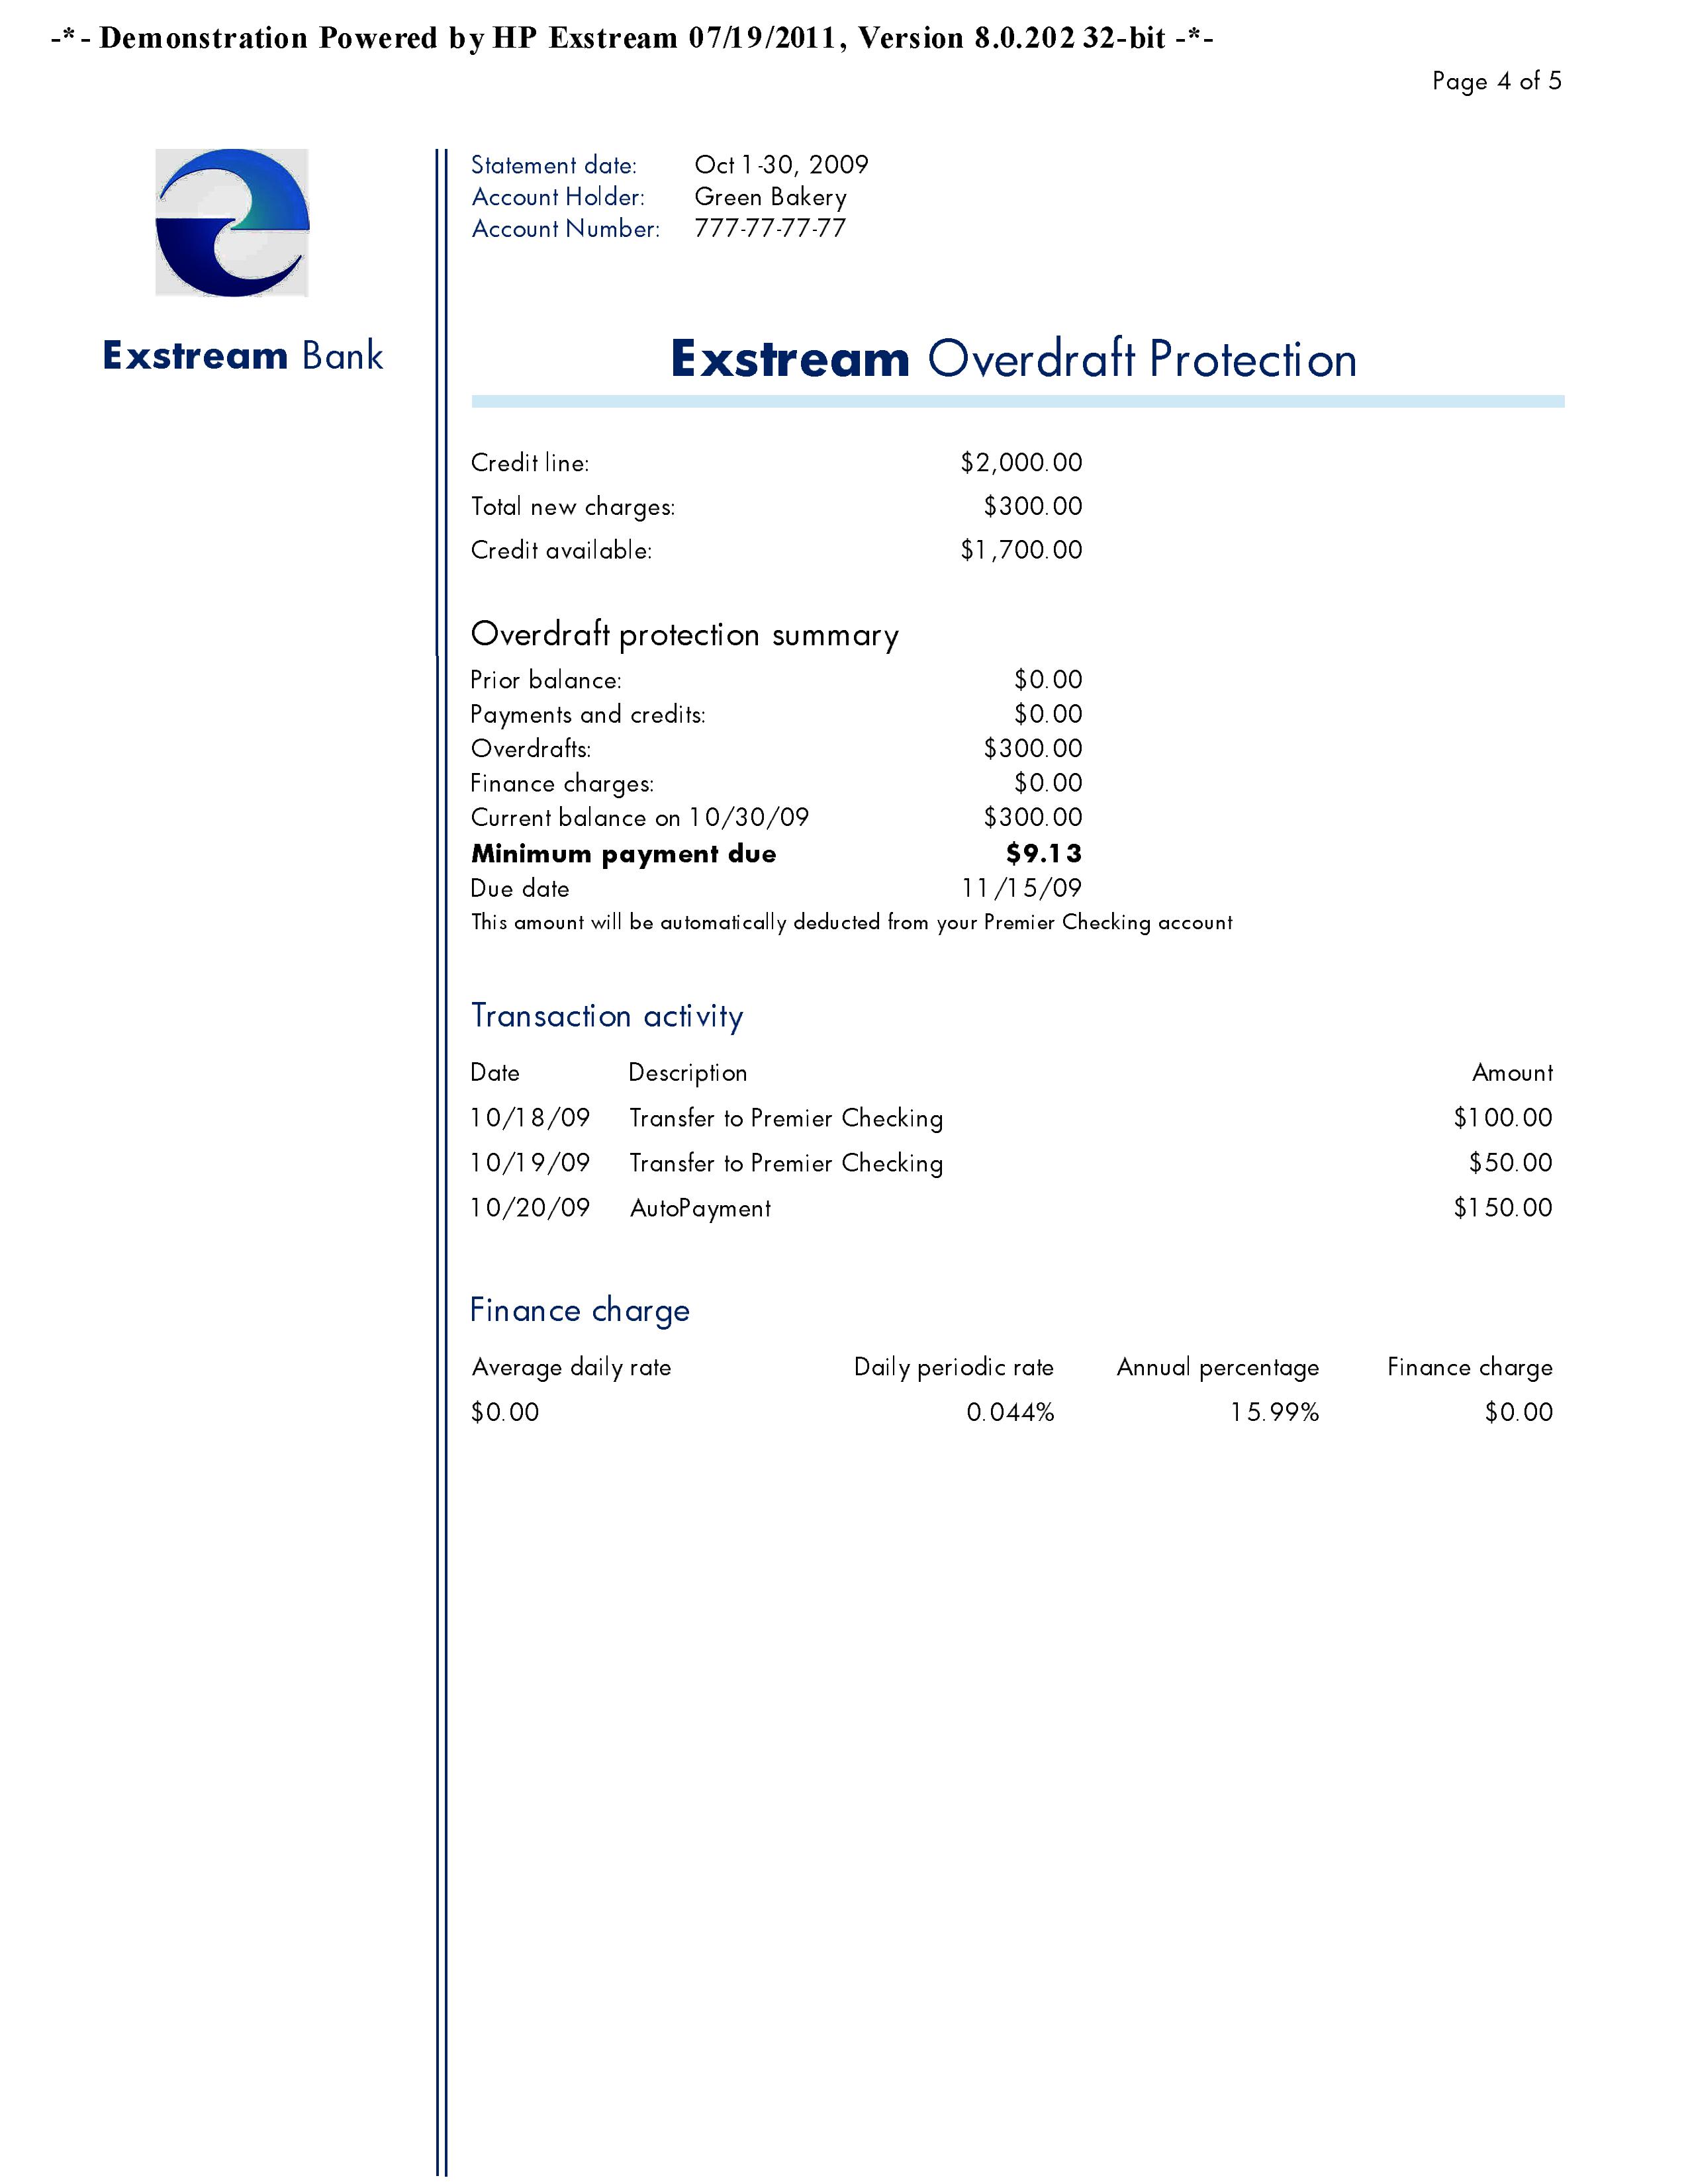 -*- Demonstration Powered by HP Exstream 07/19/2011, Version 8.0.202 32-bit -*-
Page 4 of 5
Statement date: Oct 1-30, 2009
Account Holder: Green Bakery
Account Number: 777-77-77-77
Exstream Bank
Exstream Overdraft Protection
Credit line: $2,000.00
Total new charges: $300.00
Credit available: $1,700.00
Overdraft protection summary
Prior balance: $0.00
Payments and credits: $0.00
Overdrafts: $300.00
Finance charges: $0.00
Current balance on 10/30/09 $300.00
Minimum payment due $9.13
Due date 11/15/09
This amount will be automatically deducted from your Premier Checking account
Transaction activity
Date Description Amount
10/18/09 Transfer to Premier Checking $100.00
10/19/09 Transfer to Premier Checking $50.00
10/20/09 AutoPayment $150.00
Finance charge
Average daily rate Daily periodic rate Annual percentage Finance charge
$0.00 0.044% 15.99% $0.00